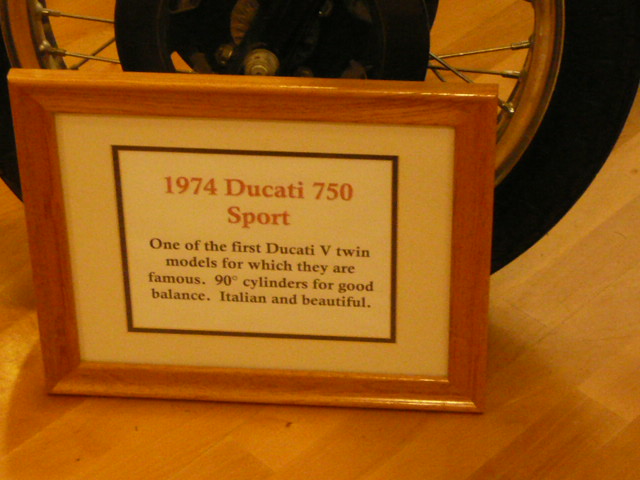 1974 Ducati 750
Sport
One of the first Ducati V twin
models for which they are
famous. 90° cylinders for good
balance. Italian and beautiful.